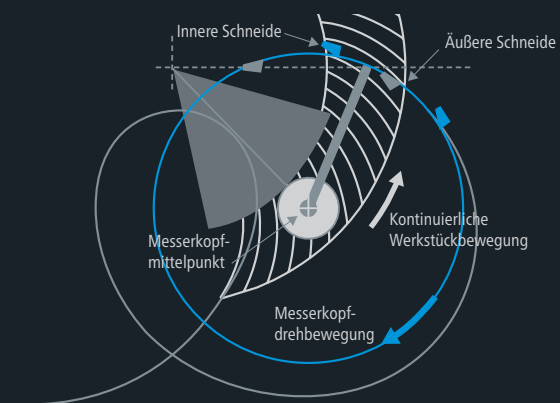 Innere Schneide
Äußere Schneide
Kontinuierliche
Werkstückbewegung
Messerkopf-
mittelpunkt
Messerkopf-
drehbewegung